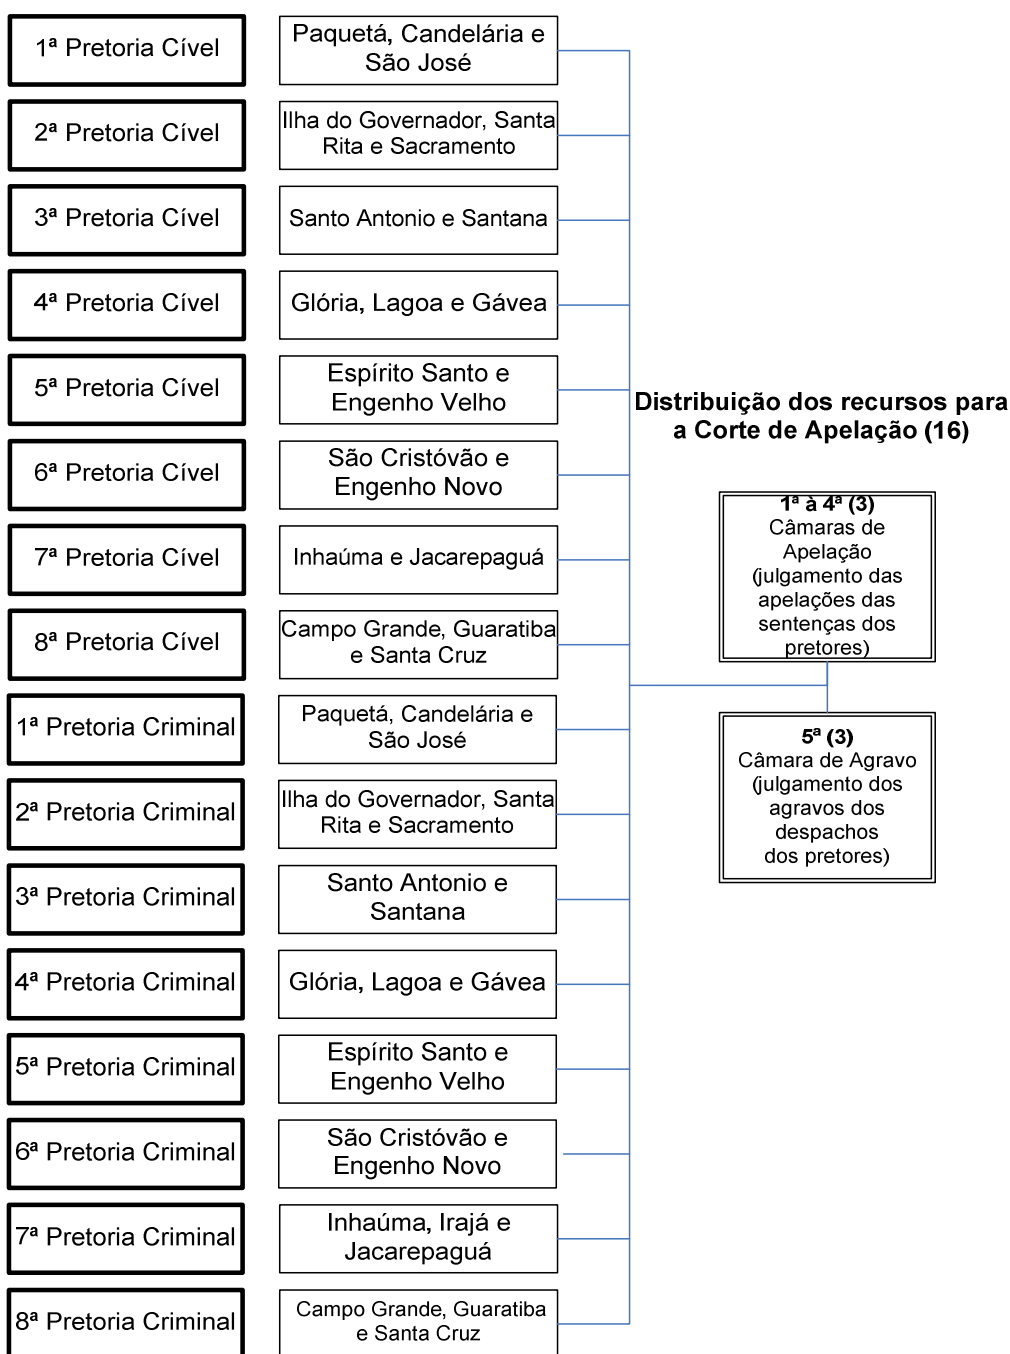 1ª Pretoria Cível
Paquetá, Candelária e
São José
2ª Pretoria Cível
Ilha do Governador, Santa
Rita e Sacramento
3ª Pretoria Cível
Santo Antonio e Santana
4ª Pretoria Cível
Glória, Lagoa e Gávea
5ª Pretoria Cível
Espírito Santo e
Engenho Velho
6ª Pretoria Cível
São Cristóvão e
Engenho Novo
7ª Pretoria Cível
Inhaúma e Jacarepaguá
8ª Pretoria Cível
Campo Grande, Guaratiba
e Santa Cruz
1ª Pretoria Criminal
Paquetá, Candelária e
São José
2ª Pretoria Criminal
Ilha do Governador, Santa
Rita e Sacramento
3ª Pretoria Criminal
Santo Antonio e
Santana
4ª Pretoria Criminal
Glória, Lagoa e Gávea
5ª Pretoria Criminal
Espírito Santo e
Engenho Velho
6ª Pretoria Criminal
São Cristóvão e
Engenho Novo
7ª Pretoria Criminal
Inhaúma, Irajá e
Jacarepaguá
8ª Pretoria Criminal
Campo Grande, Guaratiba
e Santa Cruz
Distribuição dos recursos para
a Corte de Apelação (16)
1ª à 4ª (3)
Câmaras de
Apelação
(julgamento das
apelações das
sentenças dos
pretores)
5ª (3)
Câmara de Agravo
(julgamento dos
agravos dos
despachos
dos pretores)